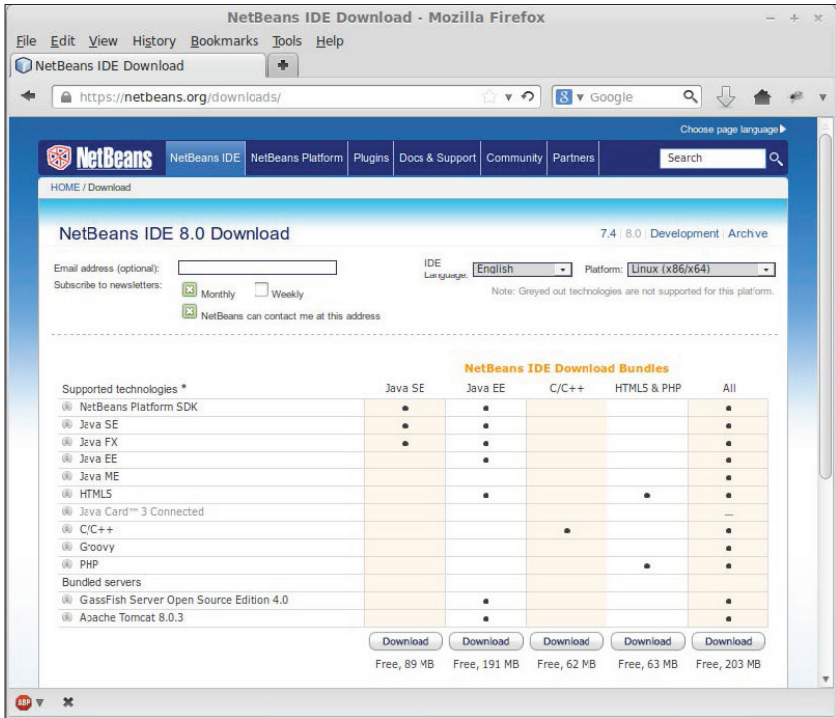 NetBeans IDE Download - Mozilla Firefox
File Edit View History Bookmarks Tools Help
NetBeans IDE Download
https://netbeans.org/downloads/
Google
Choose page language
NetBeans NetBeans IDE NetBeans Platform Plugins Docs & Support Community Partners Search
HOME / Download
NetBeans IDE 8.0 Download 7.4 | 8.0 | Development | Archive
Email address (optional): IDE Language: English Platform: Linux (x86/x64)
Subscribe to newsletters: Monthly Weekly
Note: Greyed out technologies are not supported for this platform.
NetBeans can contact me at this address
NetBeans IDE Download Bundles
Supported technologies * Java SE Java EE C/C++ HTML5 & PHP All
NetBeans Platform SDK • • •
Java SE • • •
Java FX • • •
Java EE • •
Java ME •
HTML5 • • •
Java Card™ 3 Connected —
C/C++ • •
Groovy •
PHP • •
Bundled servers
GlassFish Server Open Source Edition 4.0 • •
Apache Tomcat 8.0.3 • •
Download Download Download Download Download
Free, 89 MB Free, 191 MB Free, 62 MB Free, 63 MB Free, 203 MB
ABP